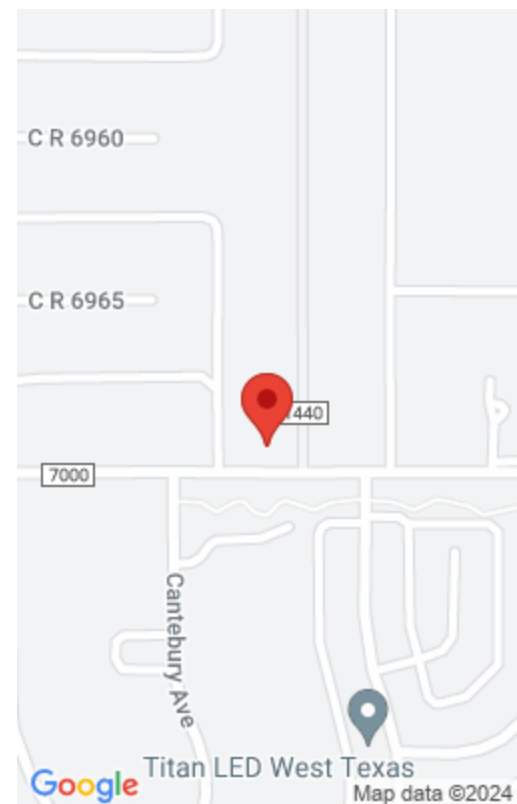 C R 6960
C R 6965
1440
7000
Cantebury Ave
Titan LED West Texas
Google
Map data ©2024